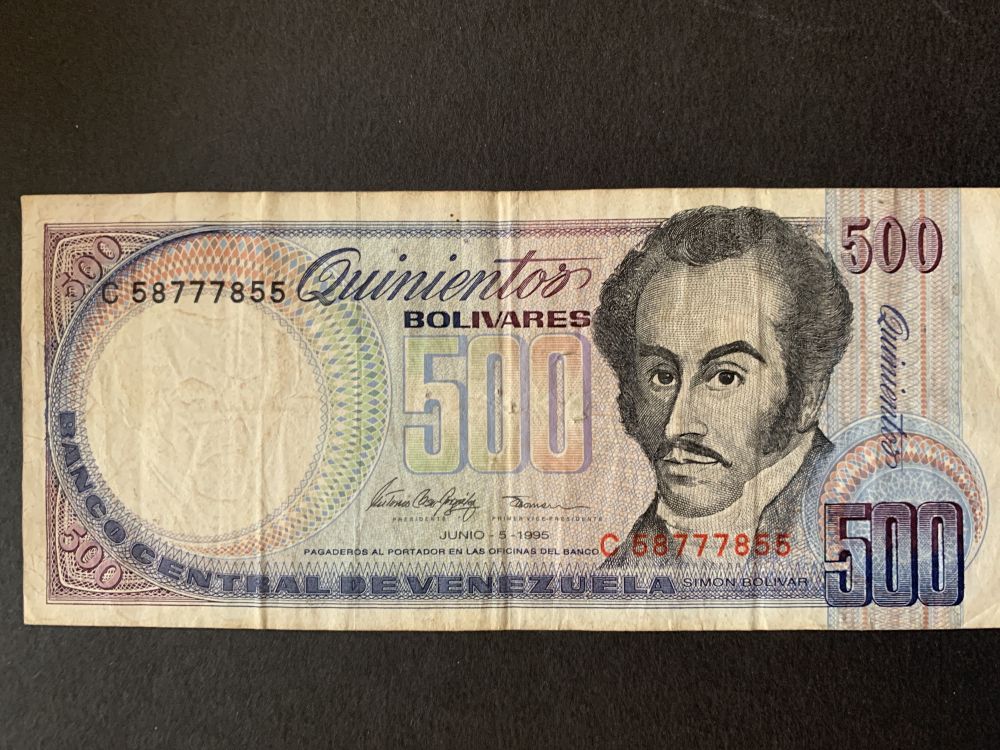 500
C 58777855
Quinientos
BOLIVARES
500
500
Quinientos
PRESIDENTE
PRIMER VICE-PRESIDENTE
JUNIO - 5 - 1995
PAGADEROS AL PORTADOR EN LAS OFICINAS DEL BANCO
C 58777855
BANCO CENTRAL DE VENEZUELA
SIMON BOLIVAR
500
500